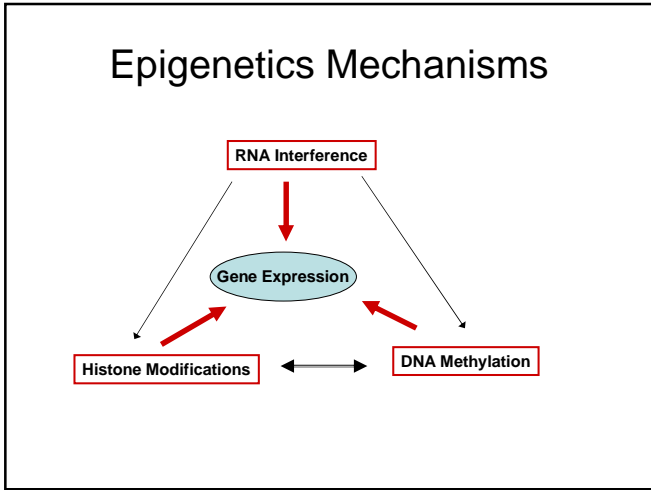 Epigenetics Mechanisms
RNA Interference
Gene Expression
Histone Modifications
DNA Methylation